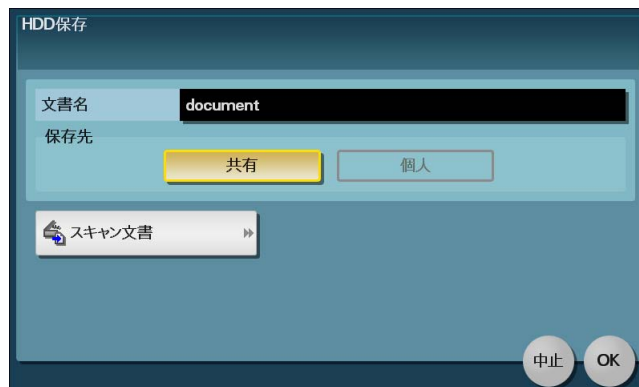 HDD保存
文書名 document
保存先
共有 個人
スキャン文書
中止 OK